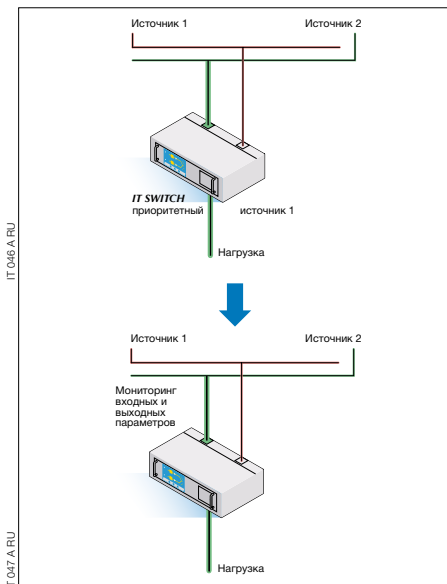 Источник 1
Источник 2
IT SWITCH
приоритетный источник 1
Нагрузка
IT 046 A RU
Источник 1
Источник 2
Мониторинг
входных и
выходных
параметров
Нагрузка
T 047 A RU